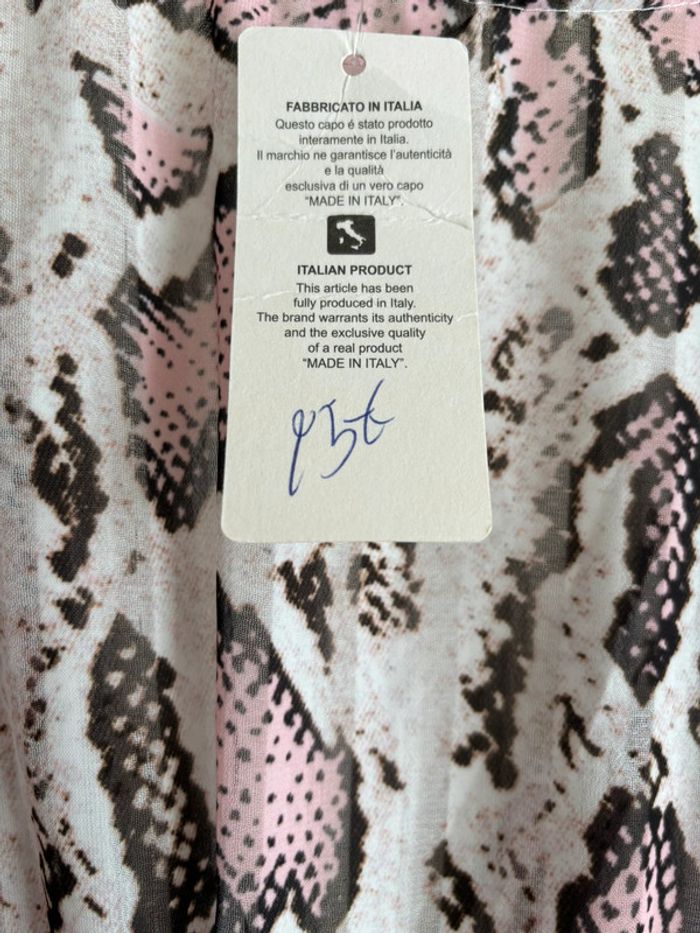 FABBRICATO IN ITALIA
Questo capo é stato prodotto
interamente in Italia.
Il marchio ne garantisce l'autenticità
e la qualità
esclusiva di un vero capo
"MADE IN ITALY".
ITALIAN PRODUCT
This article has been
fully produced in Italy.
The brand warrants its authenticity
and the exclusive quality
of a real product
"MADE IN ITALY".